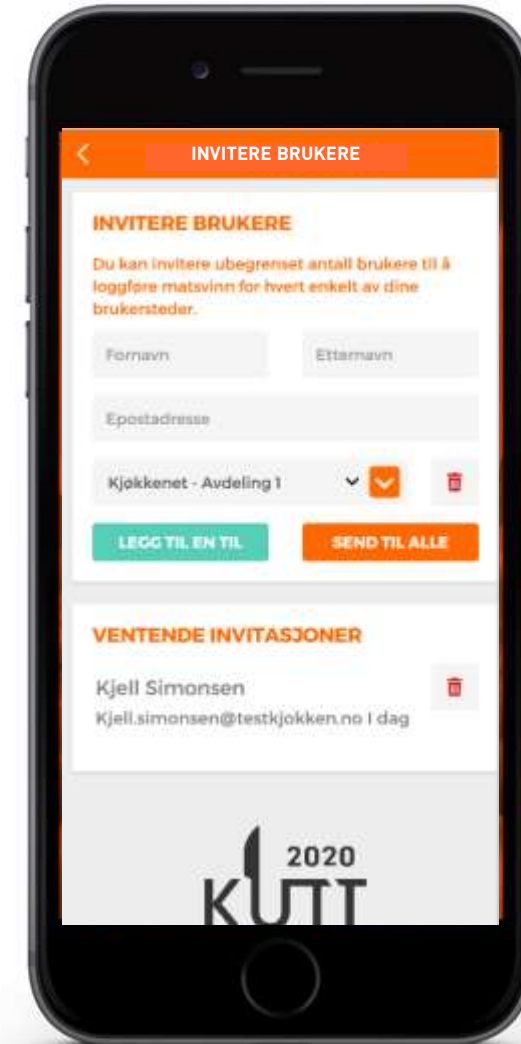 INVITERE BRUKERE
INVITERE BRUKERE
Du kan invitere ubegrenset antall brukere til å
loggføre matsvinn for hvert enkelt av dine
brukersteder.
Fornavn Etternavn
Epostadresse
Kjøkkenet - Avdeling 1
LEGG TIL EN TIL SEND TIL ALLE
VENTENDE INVITASJONER
Kjell Simonsen
Kjell.simonsen@testkjokken.no I dag
2020
KUTT